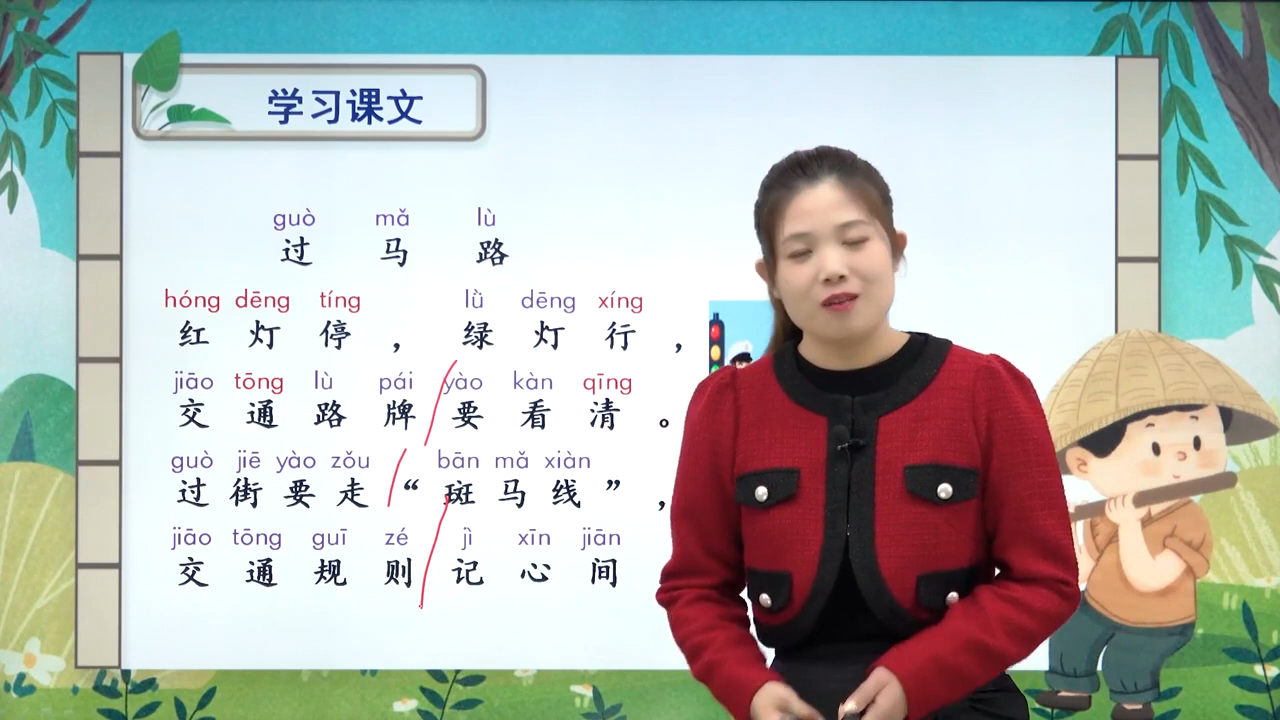 学习课文
guò mǎ lù
过马路
hóng dēng tíng lǜ dēng xíng
红灯停，绿灯行，
jiāo tōng lù pái yào kàn qīng
交通路牌要看清。
guò jiē yào zǒu bān mǎ xiàn
过街要走“斑马线”，
jiāo tōng guī zé jì xīn jiān
交通规则记心间